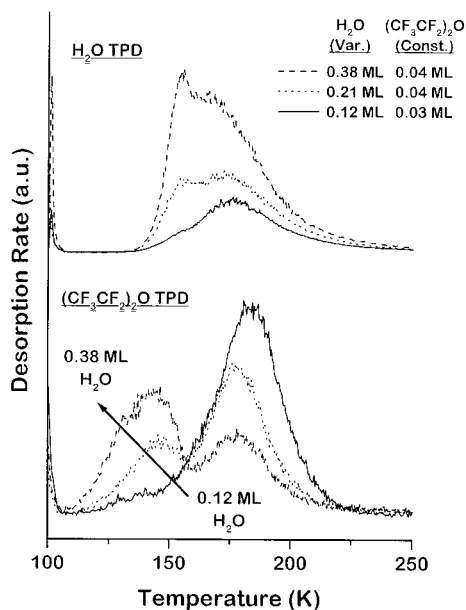 H₂O (CF₃CF₂)₂O
(Var.) (Const.)
H₂O TPD
0.38 ML 0.04 ML
0.21 ML 0.04 ML
0.12 ML 0.03 ML
Desorption Rate (a.u.)
(CF₃CF₂)₂O TPD
0.38 ML
H₂O
0.12 ML
H₂O
100 150 200 250
Temperature (K)